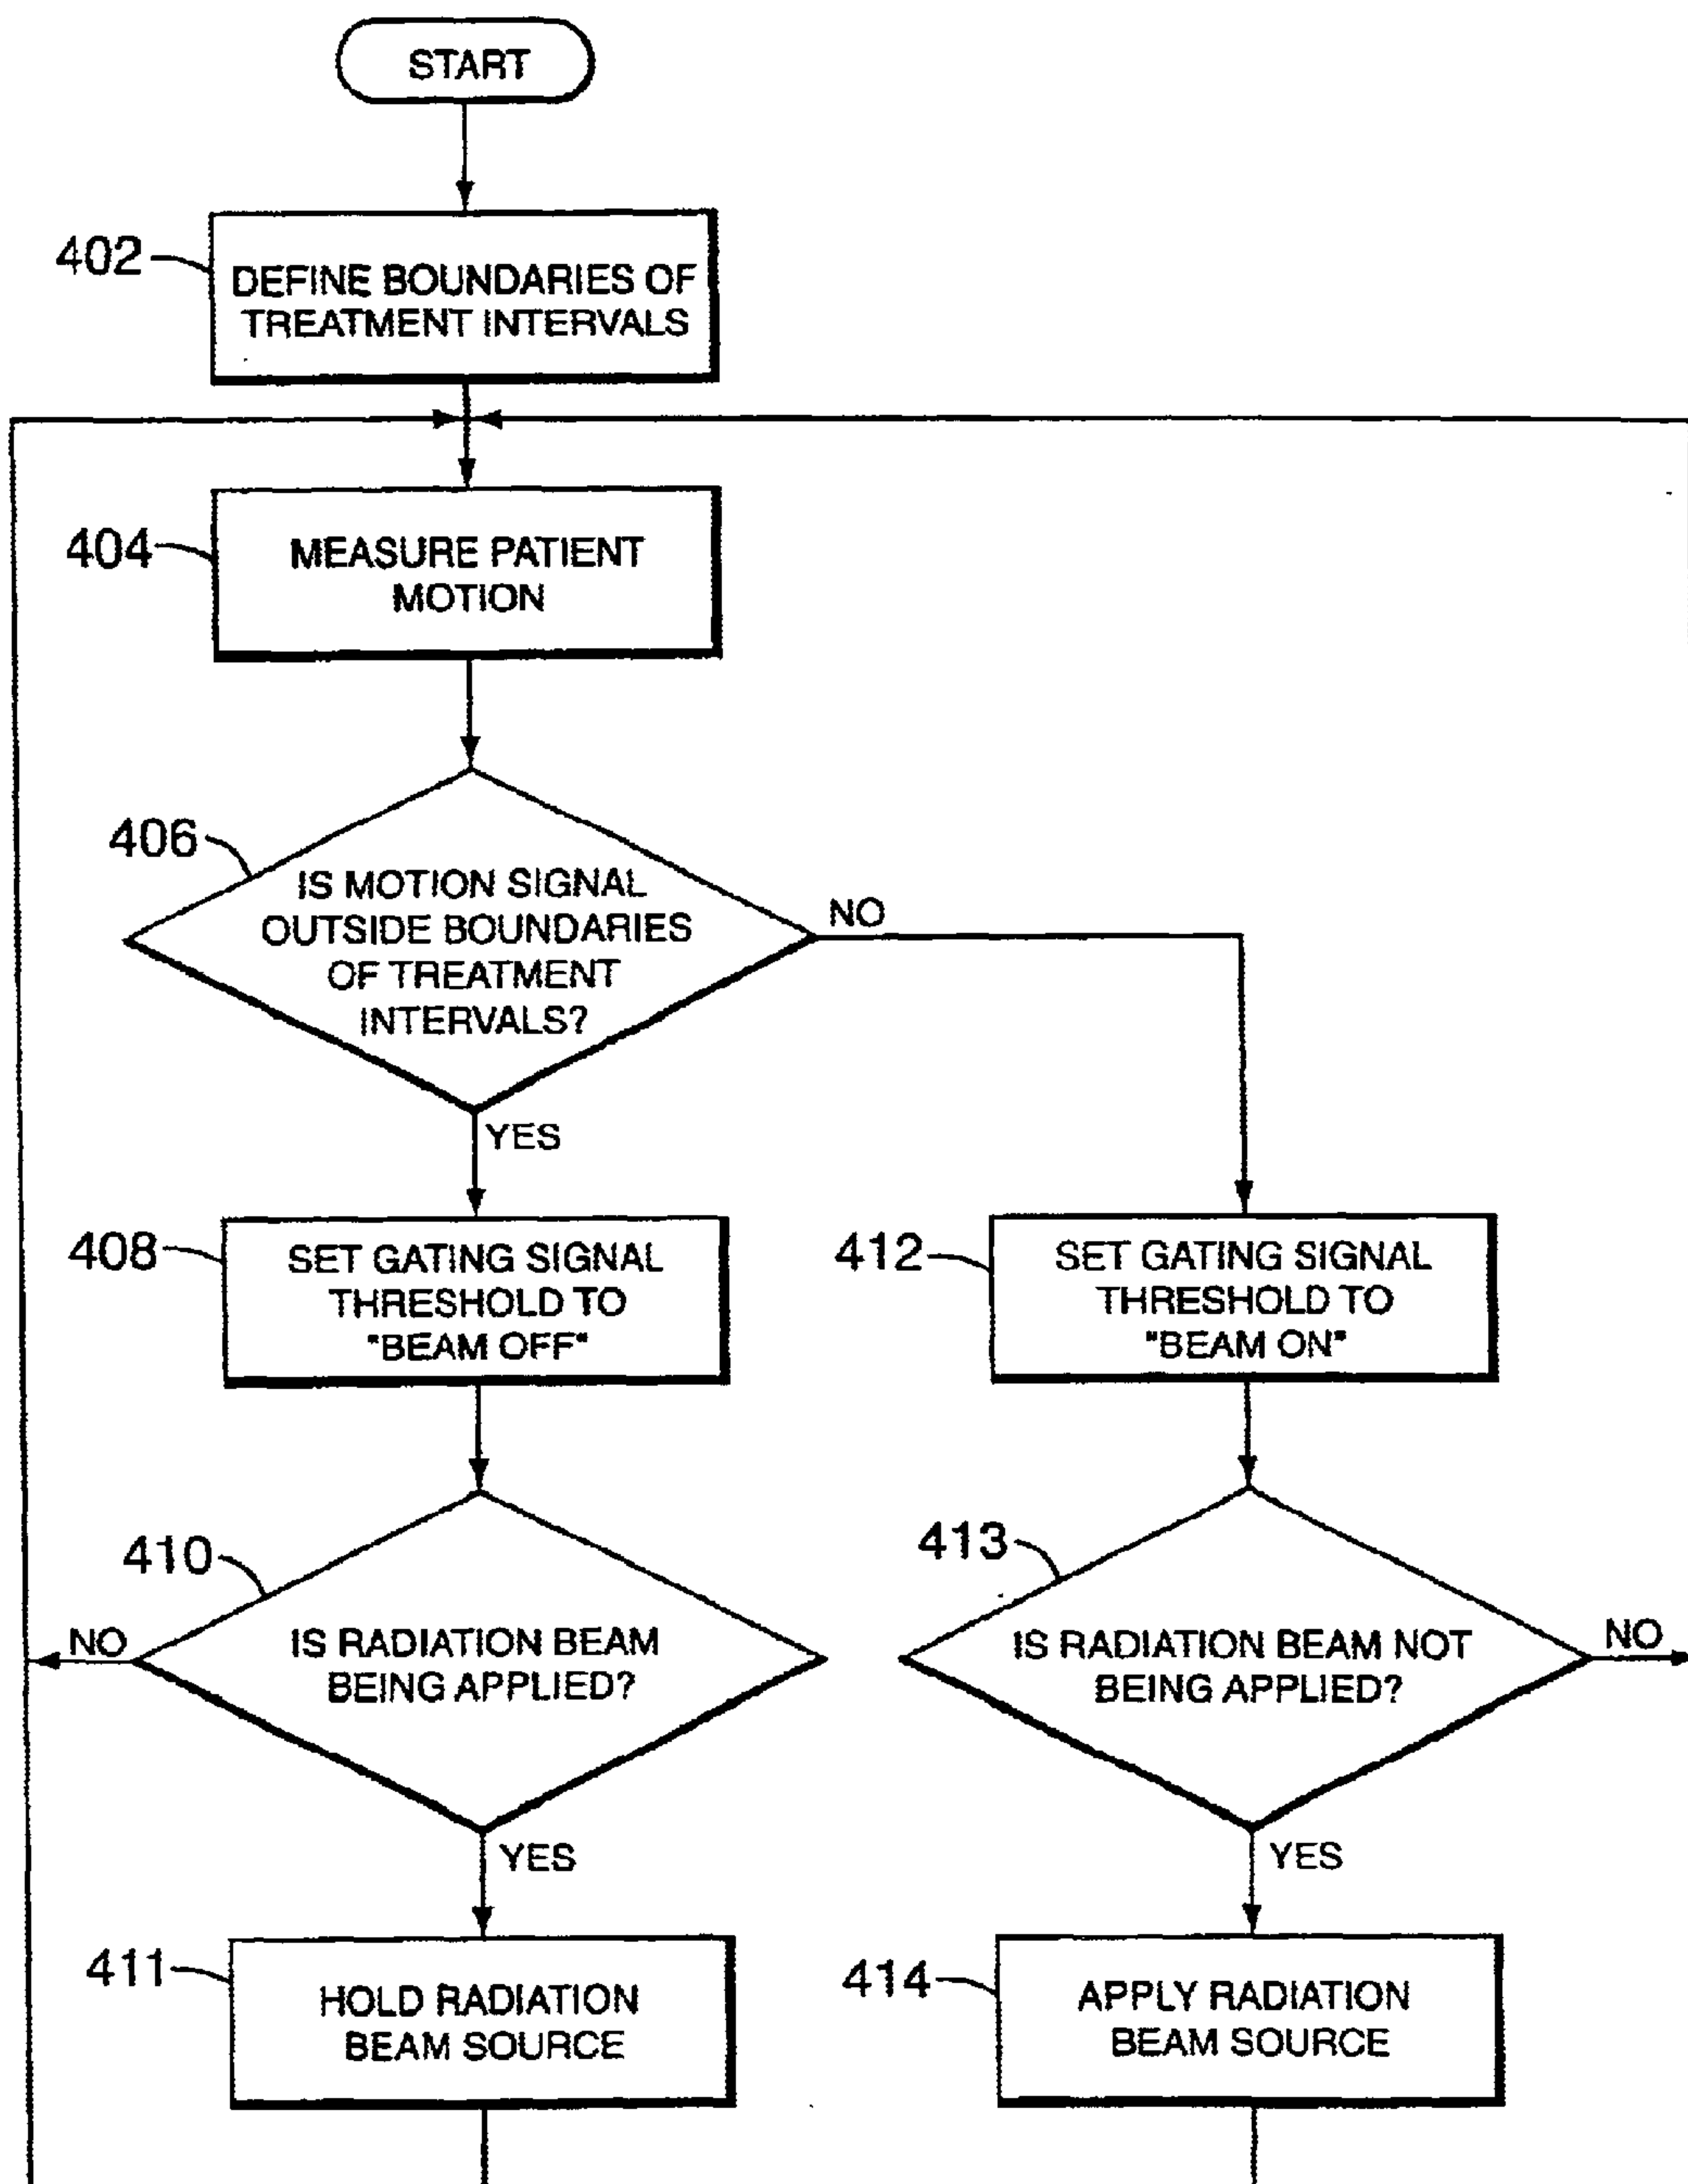 START
402
DEFINE BOUNDARIES OF
TREATMENT INTERVALS
404
MEASURE PATIENT
MOTION
406
IS MOTION SIGNAL
OUTSIDE BOUNDARIES
OF TREATMENT
INTERVALS?
NO
YES
408
SET GATING SIGNAL
THRESHOLD TO
"BEAM OFF"
412
SET GATING SIGNAL
THRESHOLD TO
"BEAM ON"
410
IS RADIATION BEAM
BEING APPLIED?
NO
YES
413
IS RADIATION BEAM NOT
BEING APPLIED?
NO
YES
411
HOLD RADIATION
BEAM SOURCE
414
APPLY RADIATION
BEAM SOURCE